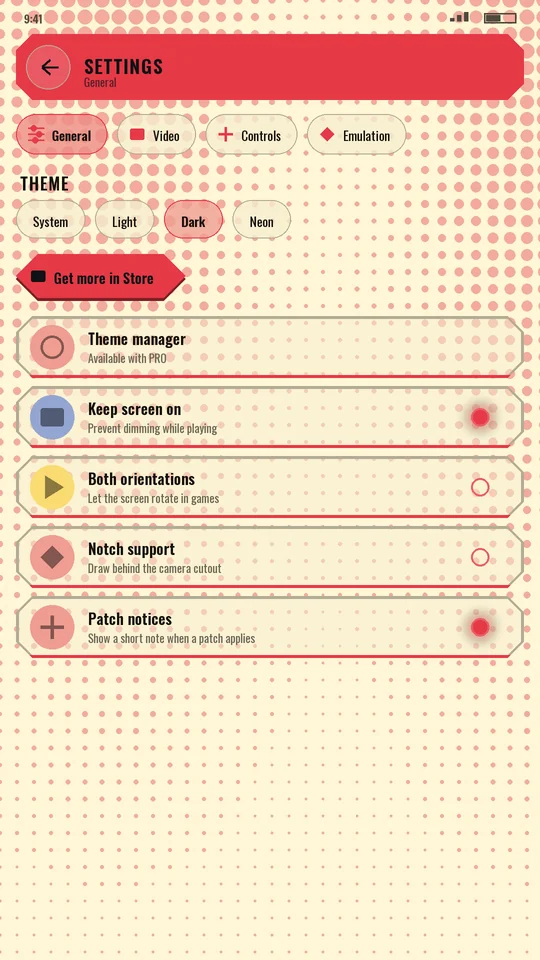 9:41
SETTINGS
General
General
Video
Controls
Emulation
THEME
System
Light
Dark
Neon
Get more in Store
Theme manager
Available with PRO
Keep screen on
Prevent dimming while playing
Both orientations
Let the screen rotate in games
Notch support
Draw behind the camera cutout
Patch notices
Show a short note when a patch applies